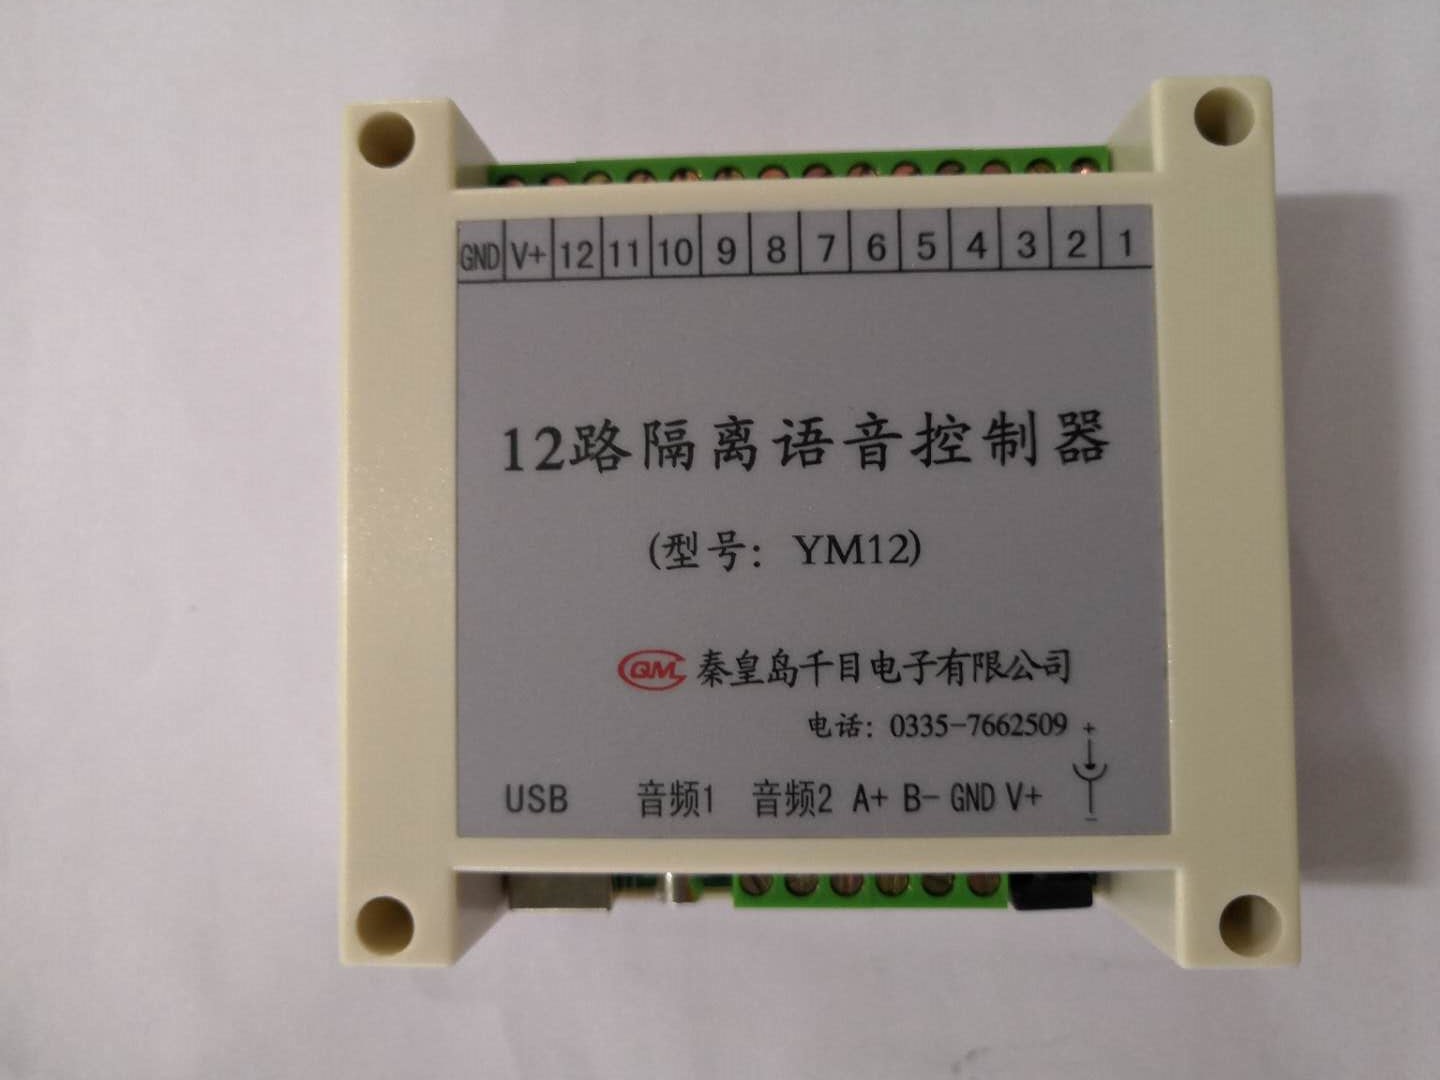 GND V+ 12 11 10 9 8 7 6 5 4 3 2 1
12路隔离语音控制器
(型号：YM12)
QM 秦皇岛千目电子有限公司
电话：0335-7662509 +
USB 音频1 音频2 A+ B- GND V+ -